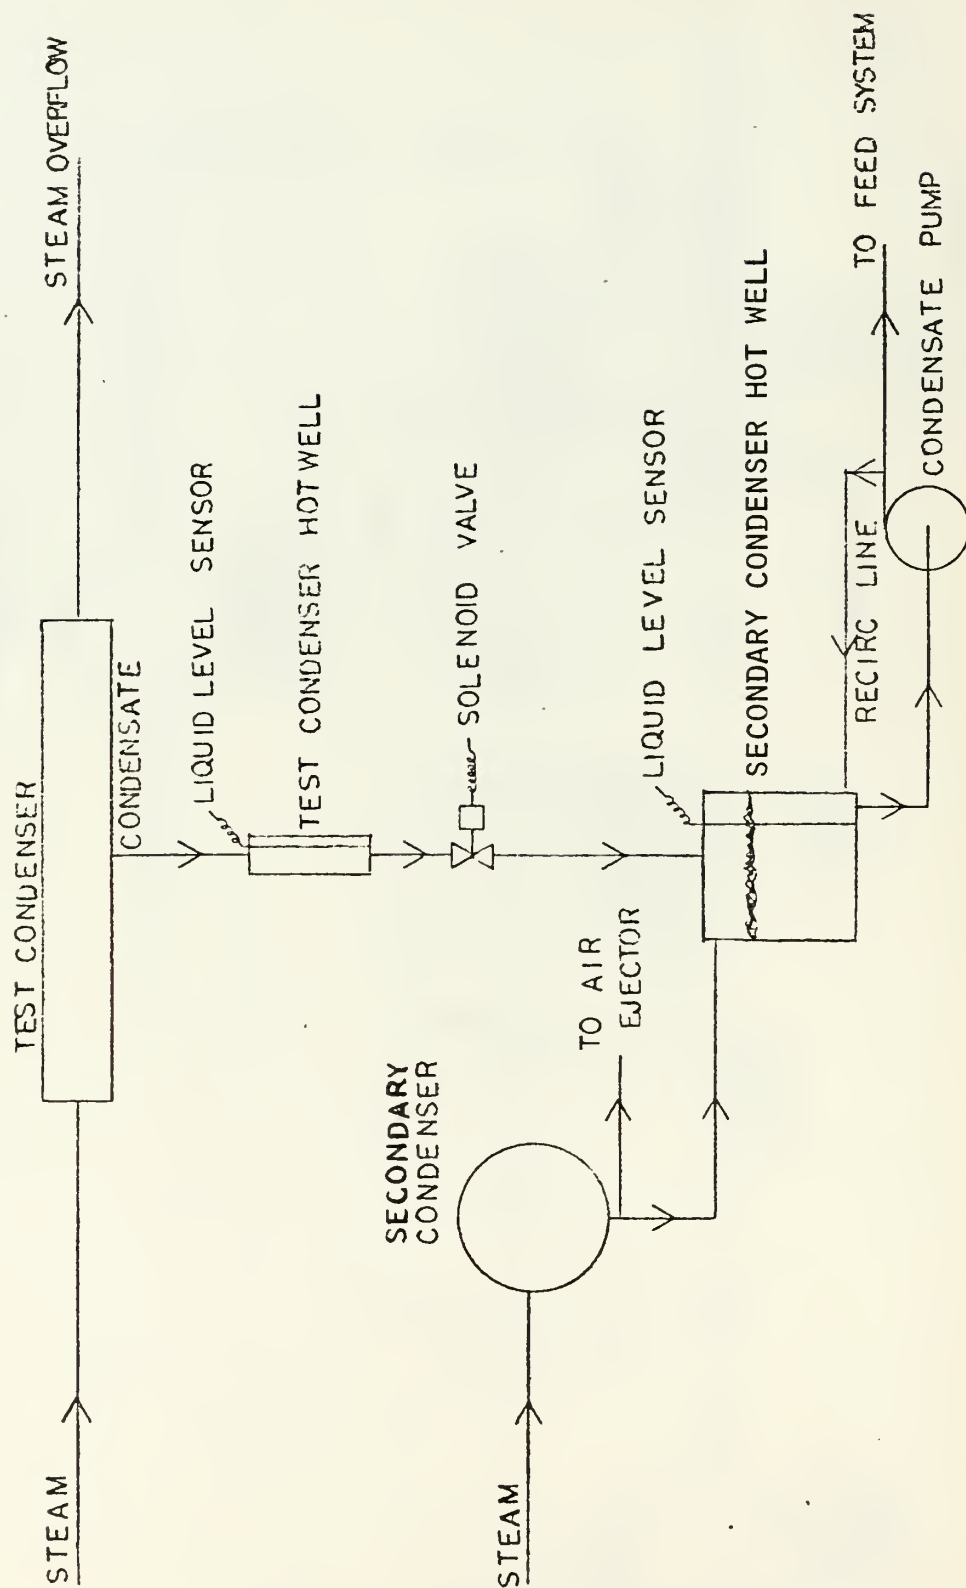 TEST CONDENSER
STEAM
STEAM OVERFLOW
CONDENSATE
LIQUID LEVEL SENSOR
TEST CONDENSER HOTWELL
SOLENOID VALVE
SECONDARY
CONDENSER
STEAM
TO AIR
EJECTOR
LIQUID LEVEL SENSOR
SECONDARY CONDENSER HOT WELL
RECIRC LINE
TO FEED SYSTEM
CONDENSATE PUMP